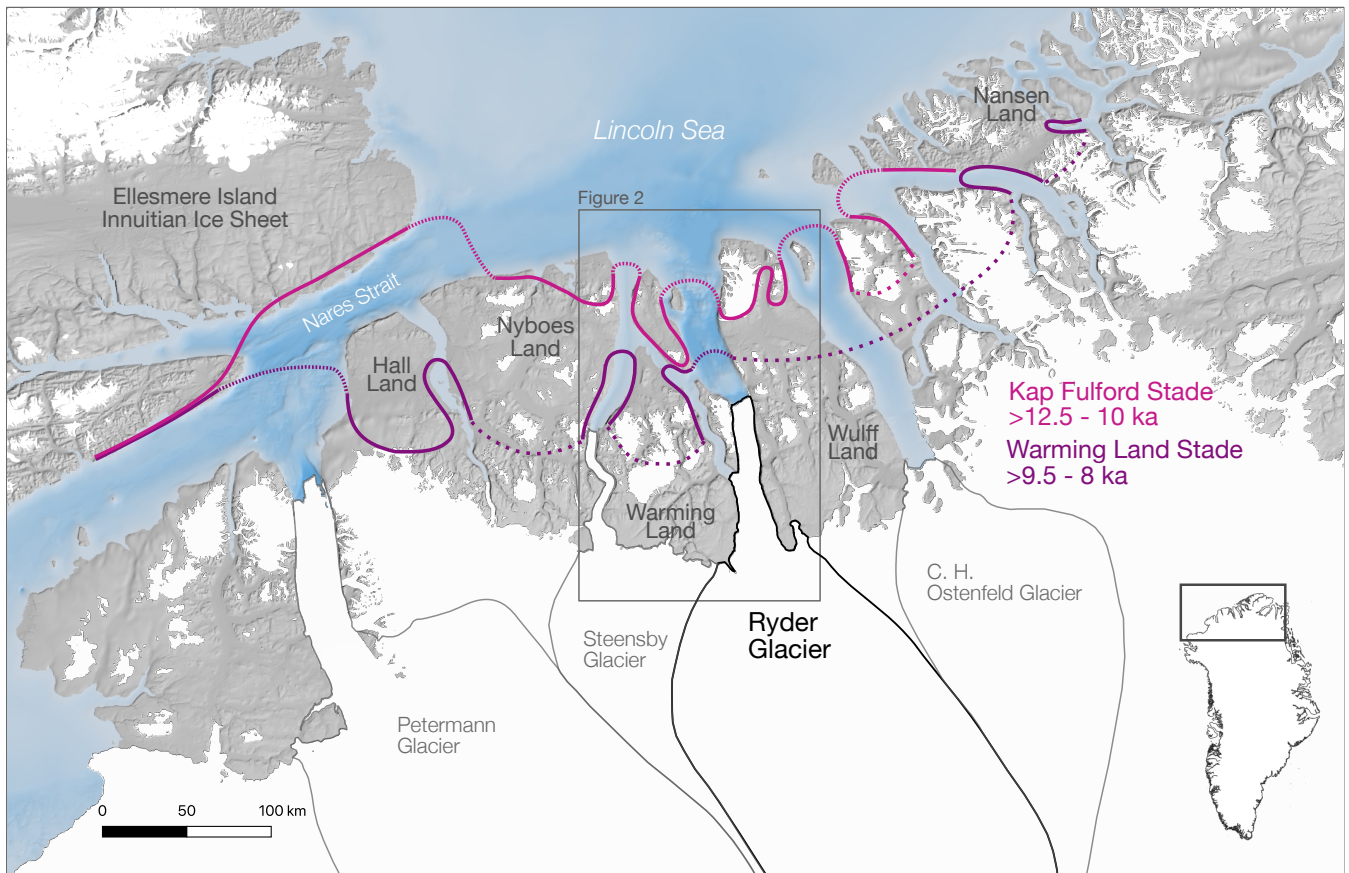 Nansen
Land
Lincoln Sea
Ellesmere Island
Innuitian Ice Sheet
Figure 2
Nares Strait
Nyboes
Land
Hall
Land
Kap Fulford Stade
>12.5 - 10 ka
Warming Land Stade
>9.5 - 8 ka
Wulff
Land
Warming
Land
C. H.
Ostenfeld Glacier
Ryder
Glacier
Steensby
Glacier
Petermann
Glacier
0 50 100 km